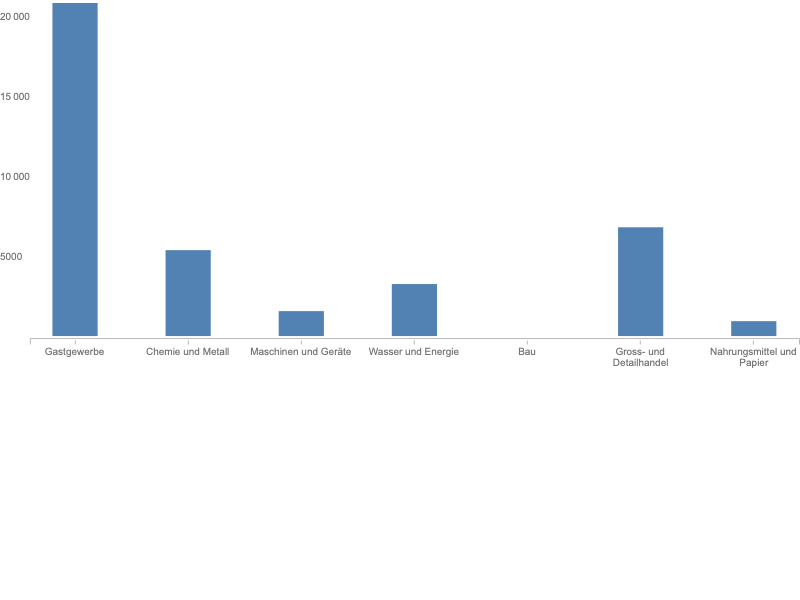 20 000
15 000
10 000
5000
Gastgewerbe
Chemie und Metall
Maschinen und Geräte
Wasser und Energie
Bau
Gross- und
Detailhandel
Nahrungsmittel und
Papier